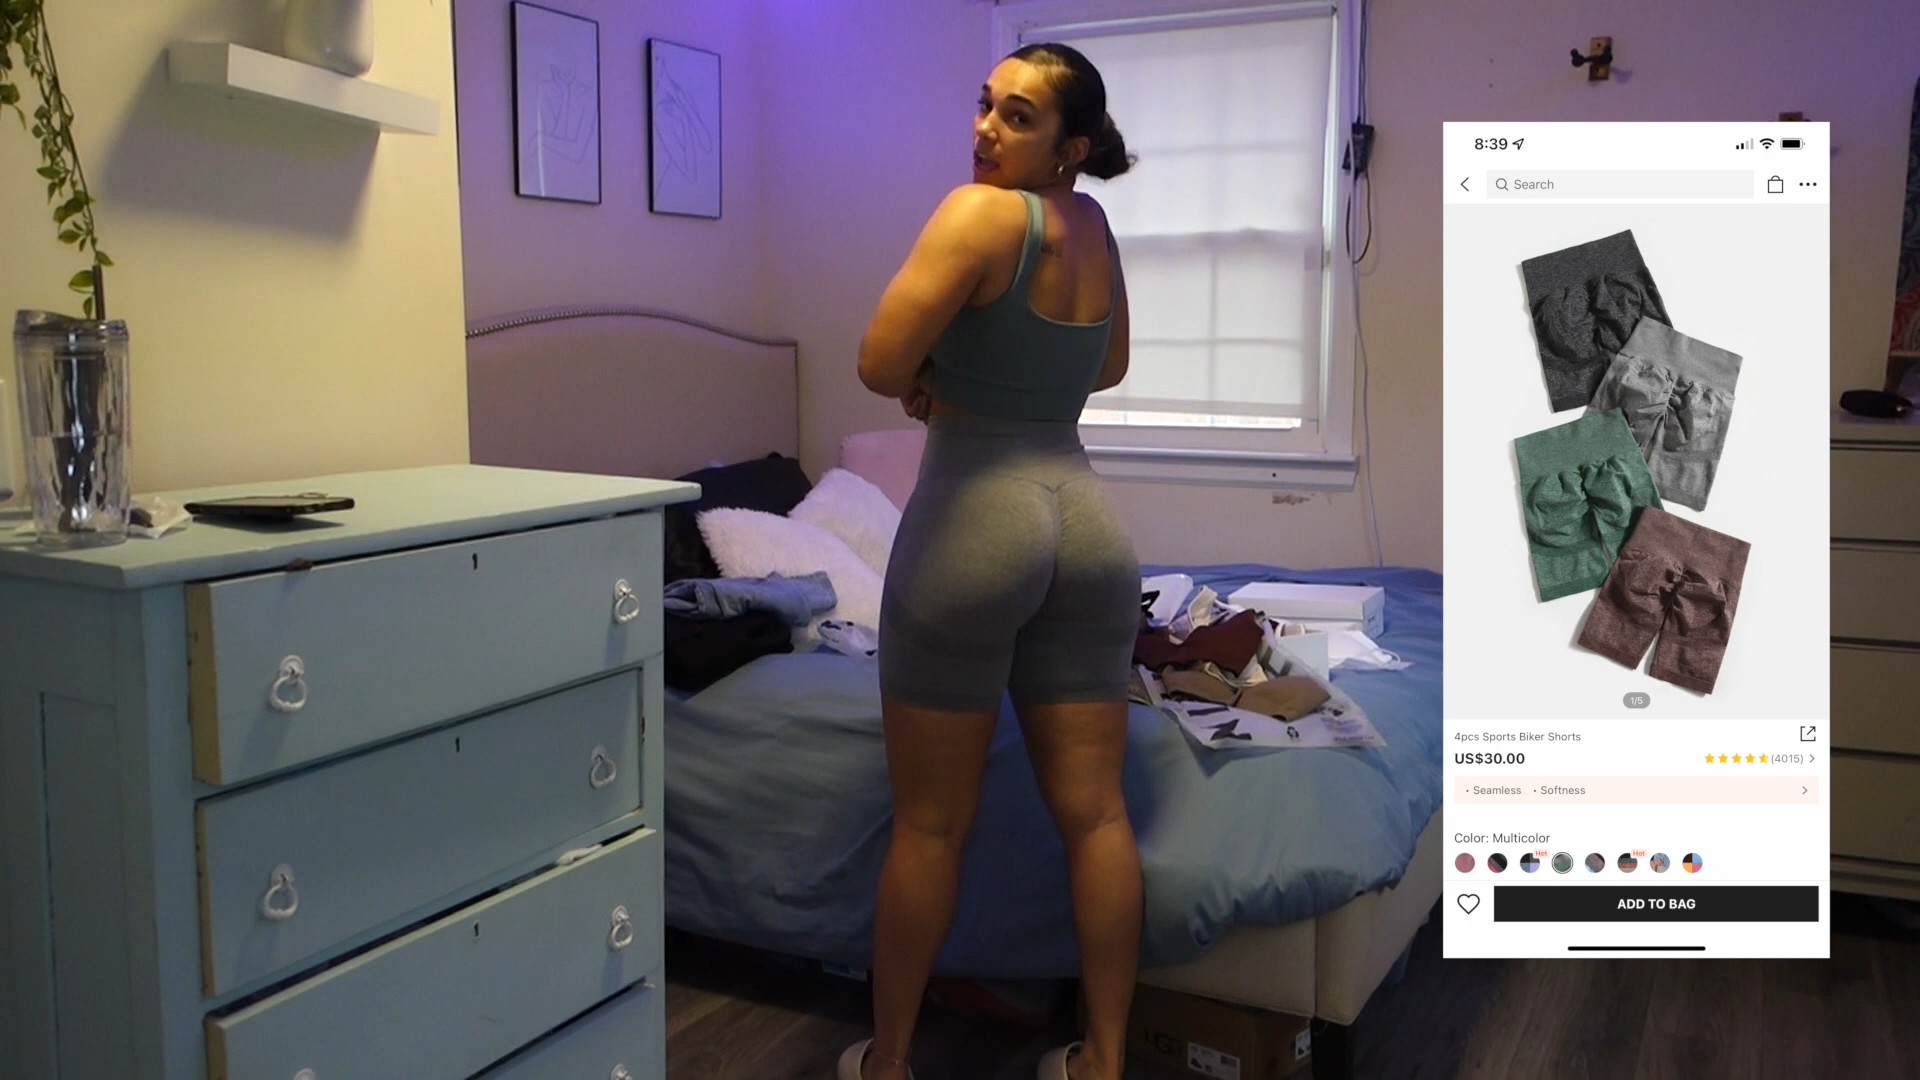 8:39
Search
1/5
4pcs Sports Biker Shorts
US$30.00
(4015)
· Seamless · Softness
Color: Multicolor
Hot
Hot
ADD TO BAG
UGG